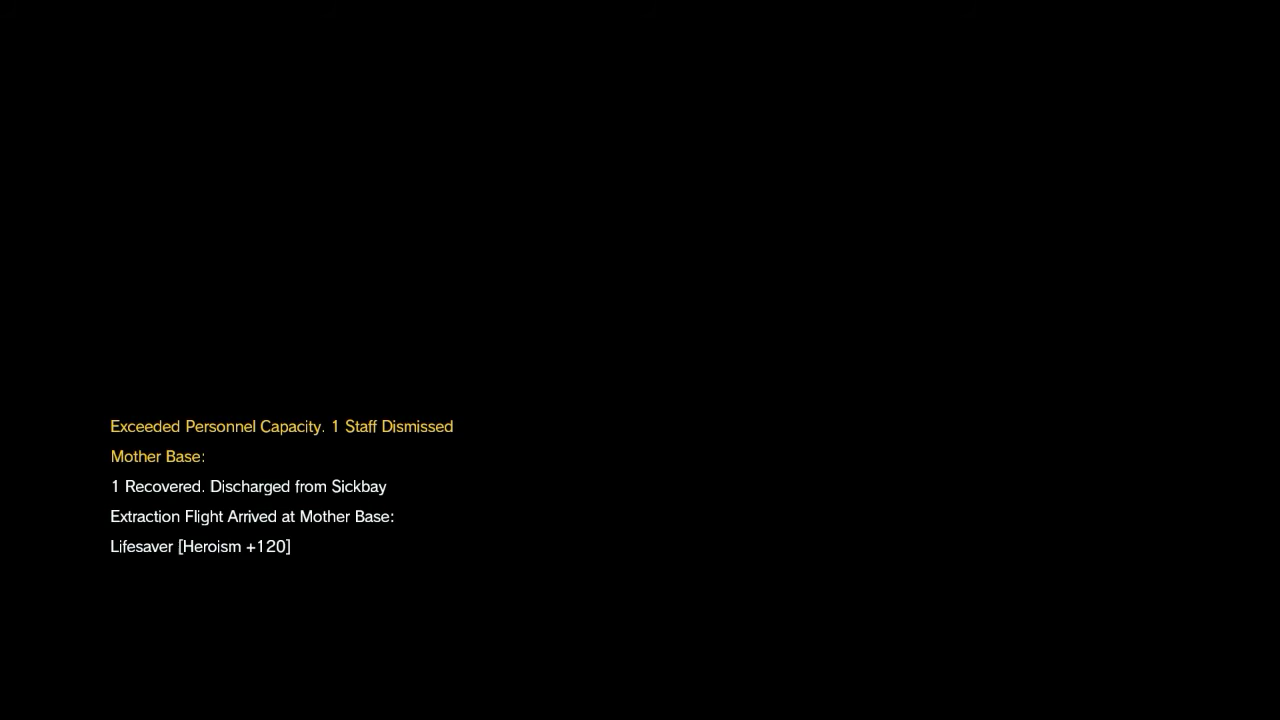 Exceeded Personnel Capacity. 1 Staff Dismissed
Mother Base:
1 Recovered. Discharged from Sickbay
Extraction Flight Arrived at Mother Base:
Lifesaver [Heroism +120]